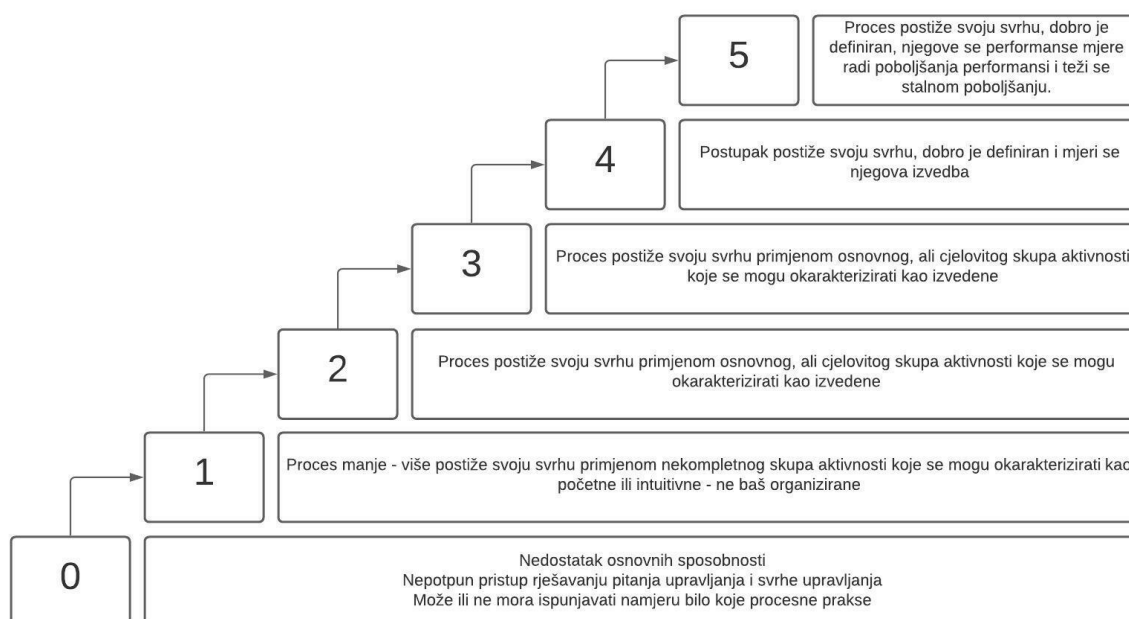 5
Proces postiže svoju svrhu, dobro je
definiran, njegove se performanse mjere
radi poboljšanja performansi i teži se
stalnom poboljšanju.
4
Postupak postiže svoju svrhu, dobro je definiran i mjeri se
njegova izvedba
3
Proces postiže svoju svrhu primjenom osnovnog, ali cjelovitog skupa aktivnosti
koje se mogu okarakterizirati kao izvedene
2
Proces postiže svoju svrhu primjenom osnovnog, ali cjelovitog skupa aktivnosti koje se mogu
okarakterizirati kao izvedene
1
Proces manje - više postiže svoju svrhu primjenom nekompletnog skupa aktivnosti koje se mogu okarakterizirati kao
početne ili intuitivne - ne baš organizirane
0
Nedostatak osnovnih sposobnosti
Nepotpun pristup rješavanju pitanja upravljanja i svrhe upravljanja
Može ili ne mora ispunjavati namjeru bilo koje procesne prakse